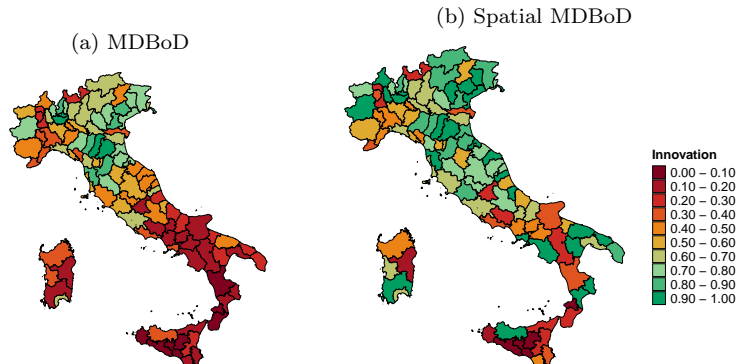 (a) MDBoD
(b) Spatial MDBoD
Innovation
0.00 – 0.10
0.10 – 0.20
0.20 – 0.30
0.30 – 0.40
0.40 – 0.50
0.50 – 0.60
0.60 – 0.70
0.70 – 0.80
0.80 – 0.90
0.90 – 1.00